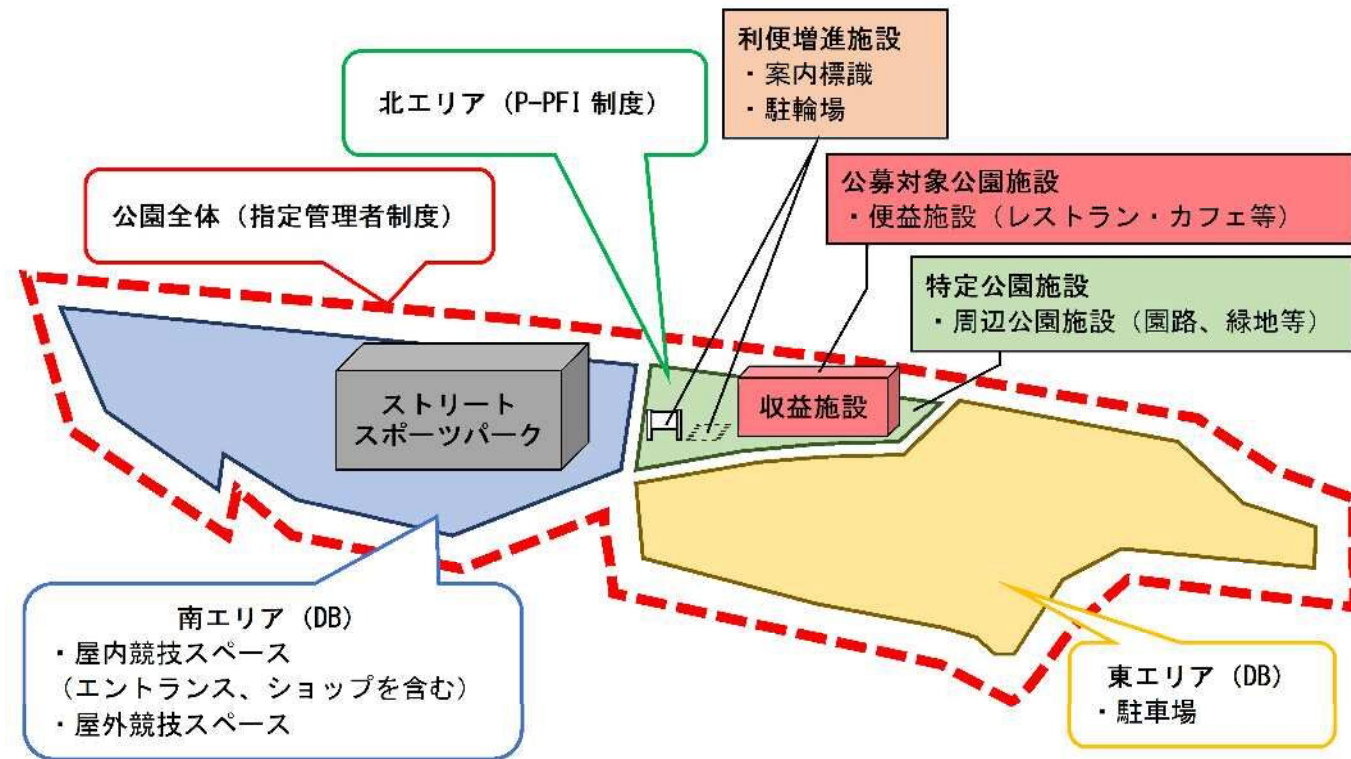 利便増進施設
・案内標識
・駐輪場
北エリア（P-PFI 制度）
公募対象公園施設
・便益施設（レストラン・カフェ等）
公園全体（指定管理者制度）
特定公園施設
・周辺公園施設（園路、緑地等）
ストリート
スポーツパーク
収益施設
南エリア（DB）
・屋内競技スペース
（エントランス、ショップを含む）
・屋外競技スペース
東エリア（DB）
・駐車場